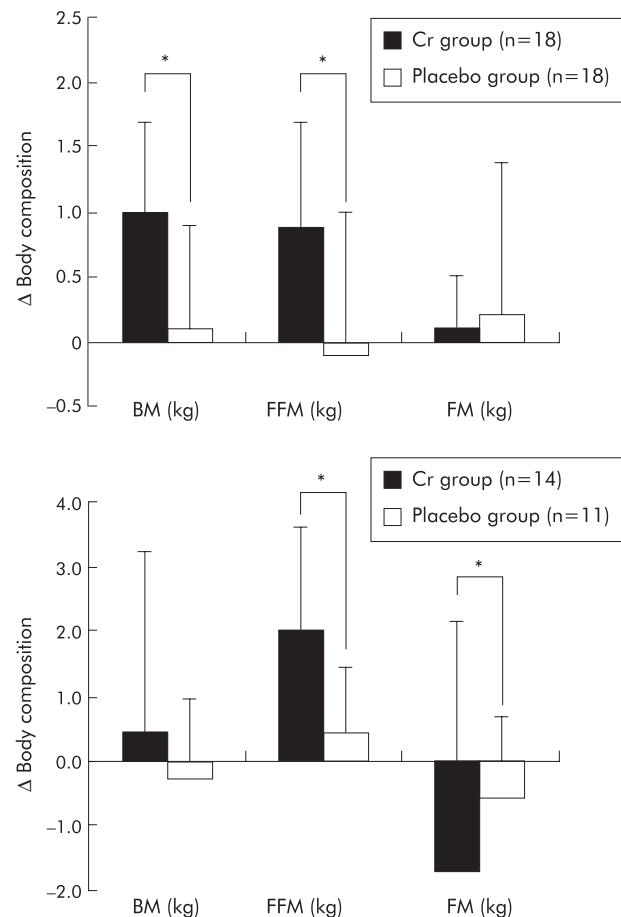 Cr group (n=18)
Placebo group (n=18)
Δ Body composition
2.5
2.0
1.5
1.0
0.5
0
–0.5
*
*
BM (kg)
FFM (kg)
FM (kg)
Cr group (n=14)
Placebo group (n=11)
Δ Body composition
4.0
3.0
2.0
1.0
0.0
–1.0
–2.0
*
*
BM (kg)
FFM (kg)
FM (kg)